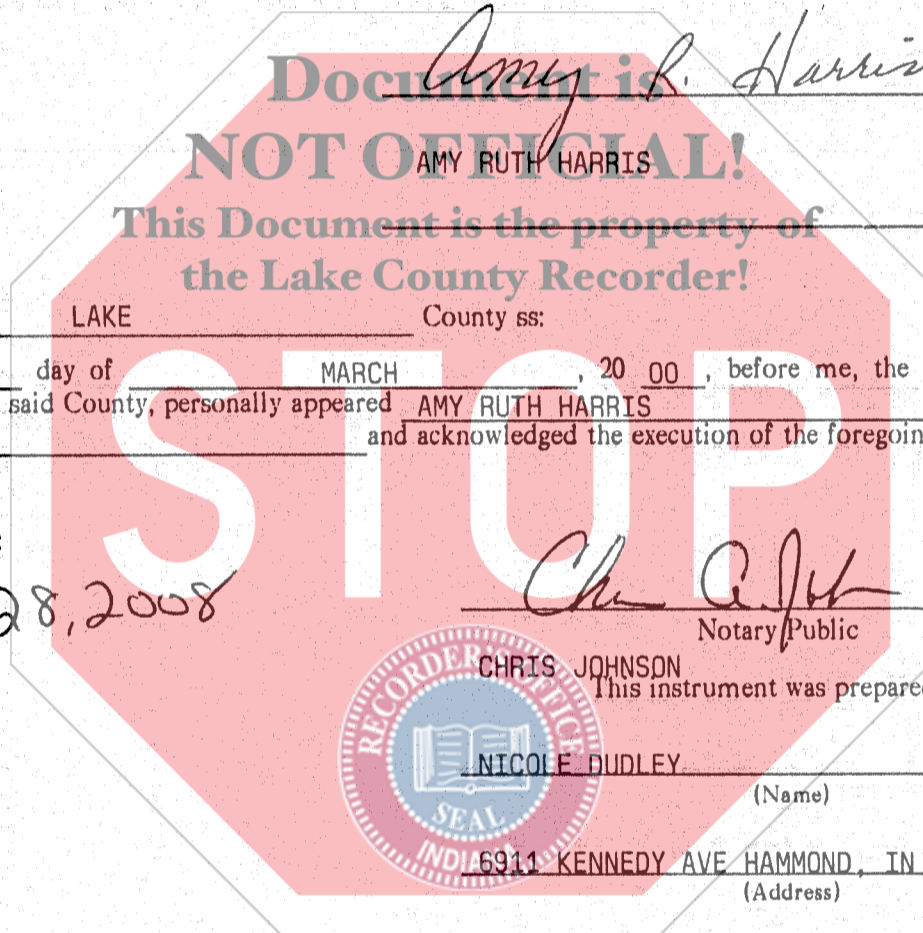 Amy R. Harris
Document is
NOT OFFICIAL!
AMY RUTH HARRIS
This Document is the property of
the Lake County Recorder!
LAKE County ss:
day of MARCH, 20 00, before me, the
said County, personally appeared AMY RUTH HARRIS
and acknowledged the execution of the foregoin
STOP
28, 2008
Notary Public
CHRIS JOHNSON
This instrument was prepared
NICOLE DUDLEY
(Name)
RECORDER'S OFFICE
SEAL
INDIANA
6911 KENNEDY AVE HAMMOND, IN
(Address)